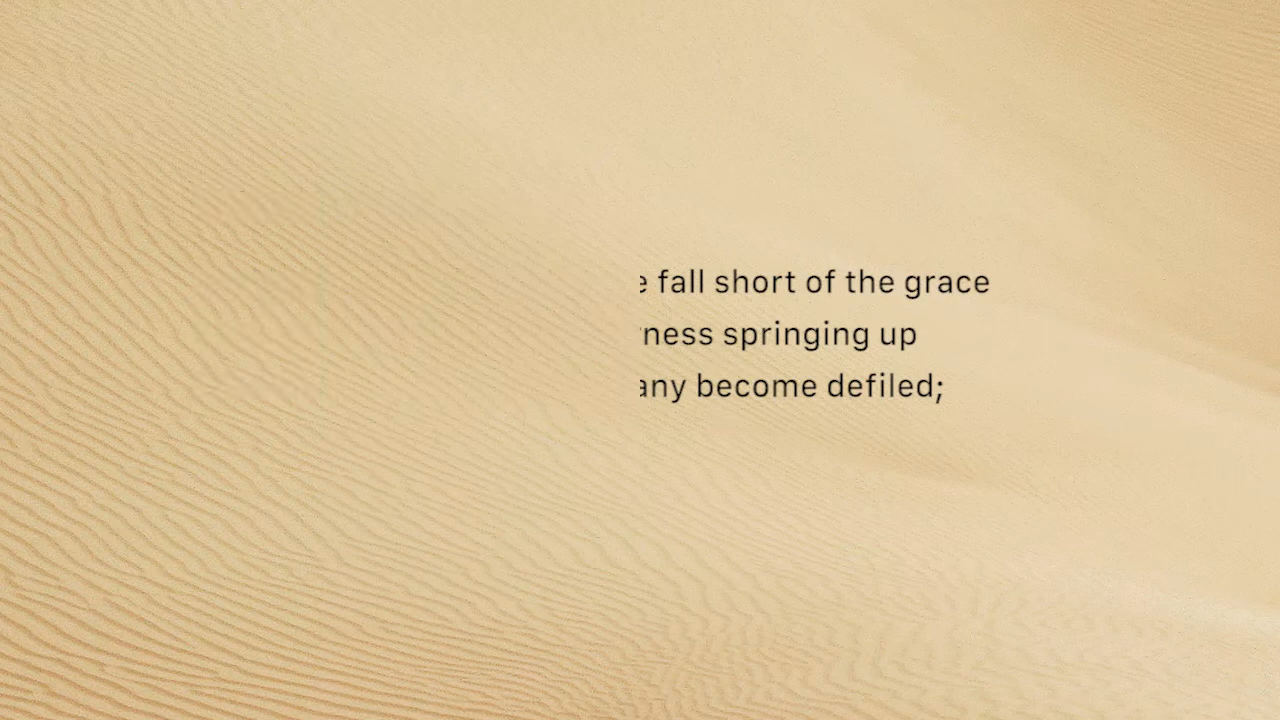 fall short of the grace
springing up
become defiled;